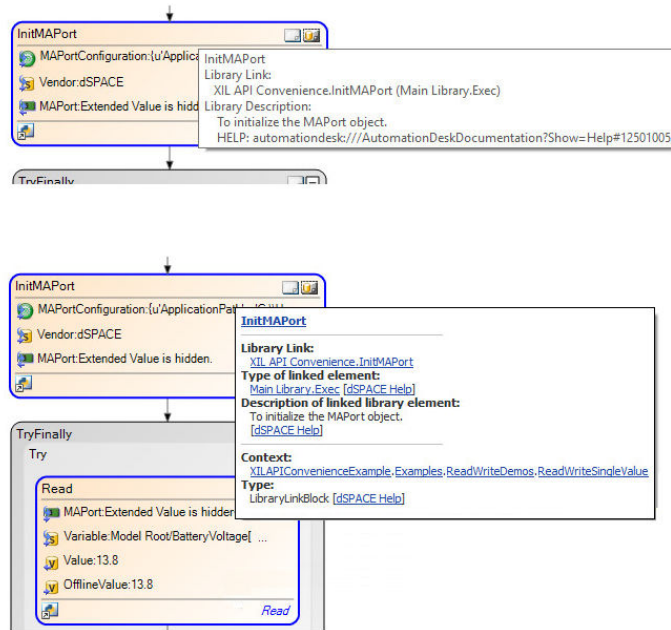 InitMAPort
MAPortConfiguration:{u'Applica
Vendor:dSPACE
MAPort:Extended Value is hidd
InitMAPort
Library Link:
XIL API Convenience.InitMAPort (Main Library.Exec)
Library Description:
To initialize the MAPort object.
HELP: automationdesk:///AutomationDeskDocumentation?Show=Help#12501005
TryFinally
InitMAPort
MAPortConfiguration:{u'ApplicationPath
Vendor:dSPACE
MAPort:Extended Value is hidden.
InitMAPort
Library Link:
XIL API Convenience.InitMAPort
Type of linked element:
Main Library.Exec [dSPACE Help]
Description of linked library element:
To initialize the MAPort object.
[dSPACE Help]
Context:
XILAPIConvenienceExample.Examples.ReadWriteDemos.ReadWriteSingleValue
Type:
LibraryLinkBlock [dSPACE Help]
TryFinally
Try
Read
MAPort:Extended Value is hidden
Variable:Model Root/BatteryVoltage[ ...
Value:13.8
OfflineValue:13.8
Read